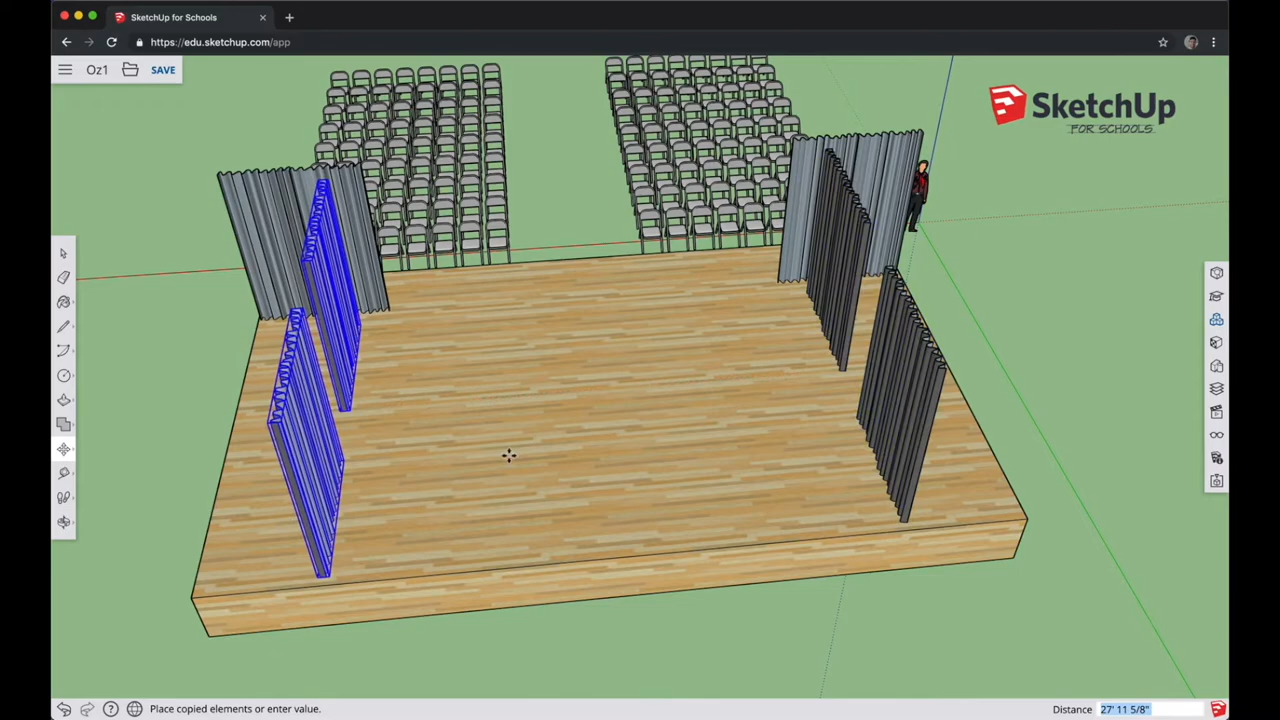 SketchUp for Schools
https://edu.sketchup.com/app
Oz1
SAVE
SketchUp
FOR SCHOOLS
Place copied elements or enter value.
Distance 27' 11 5/8"